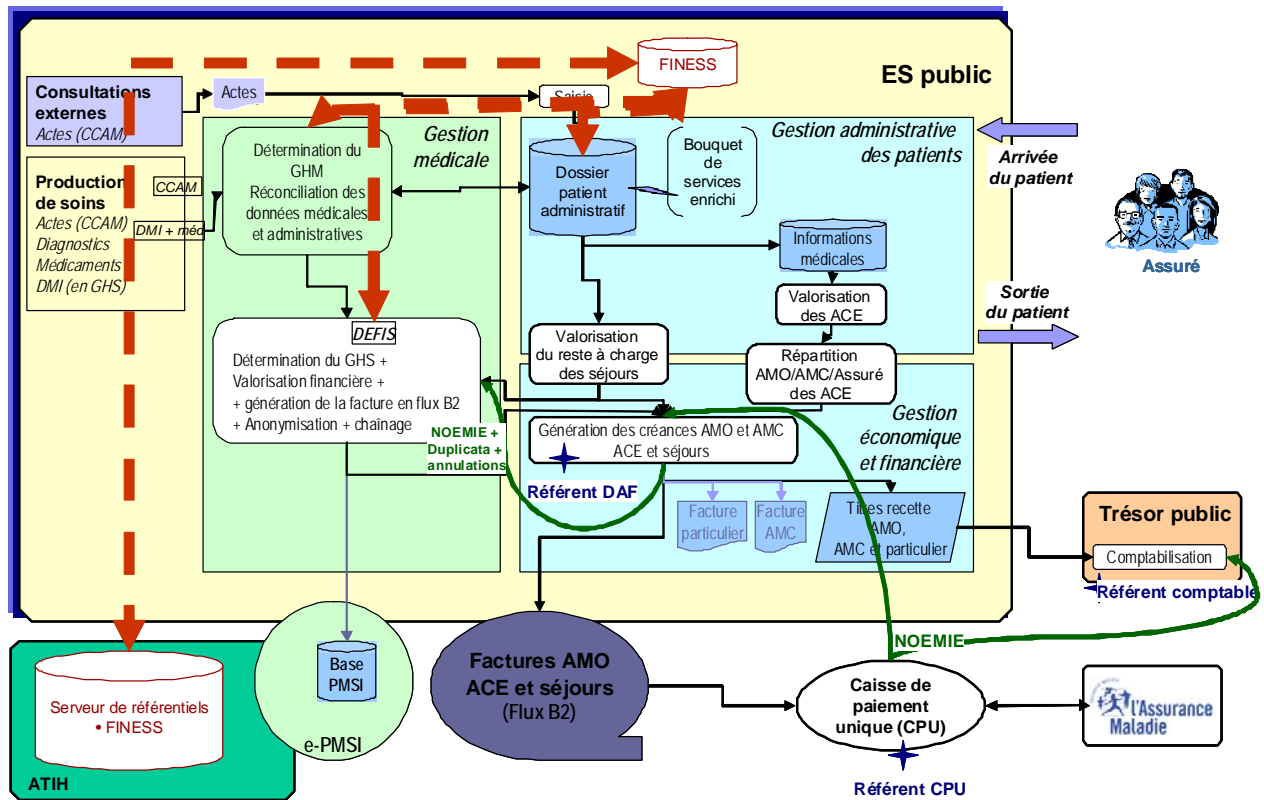 FINESS
ES public
Consultations
externes
Actes (CCAM)
Actes
Saisie
Gestion
médicale
Gestion administrative
des patients
Arrivée
du patient
Détermination du
GHM
Réconciliation des
données médicales
et administratives
Dossier
patient
administratif
Bouquet
de
services
enrichi
Production
de soins
Actes (CCAM)
Diagnostics
Médicaments
DMI (en GHS)
CCAM
DMI + méd
Informations
médicales
Assuré
Valorisation
des ACE
Sortie
du patient
DEFIS
Détermination du GHS +
Valorisation financière +
+ génération de la facture en flux B2
+ Anonymisation + chaînage
Valorisation
du reste à charge
des séjours
Répartition
AMO/AMC/Assuré
des ACE
Gestion
économique
et financière
NOEMIE +
Duplicata +
annulations
Génération des créances AMO et AMC
ACE et séjours
Référent DAF
Facture
particulier
Facture
AMC
Titres recette
AMO,
AMC et particulier
Trésor public
Comptabilisation
Référent comptable
NOEMIE
Serveur de référentiels
• FINESS
ATIH
Base
PMSI
e-PMSI
Factures AMO
ACE et séjours
(Flux B2)
Caisse de
paiement
unique (CPU)
Référent CPU
l'Assurance
Maladie